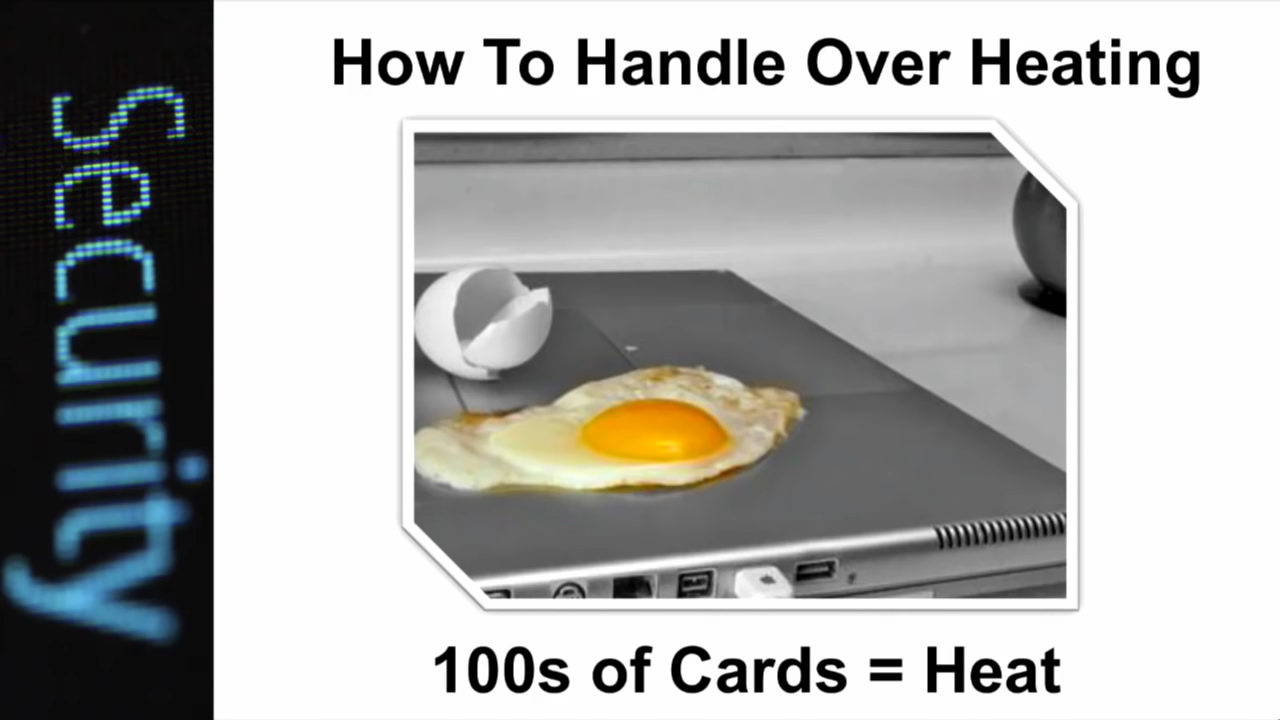 Security
How To Handle Over Heating
100s of Cards = Heat